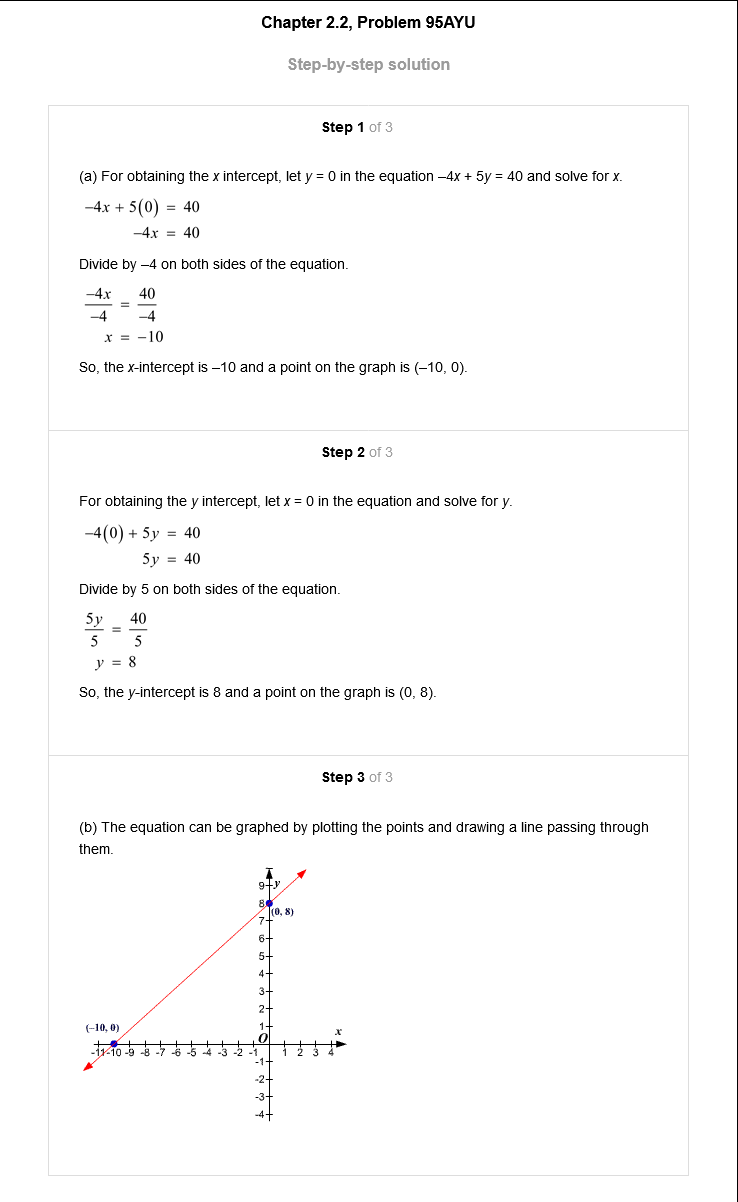 Chapter 2.2, Problem 95AYU
Step-by-step solution
Step 1 of 3
(a) For obtaining the x intercept, let y = 0 in the equation –4x + 5y = 40 and solve for x.
−4x + 5(0) = 40
−4x = 40
Divide by –4 on both sides of the equation.
−4x/−4 = 40/−4
x = −10
So, the x-intercept is –10 and a point on the graph is (–10, 0).
Step 2 of 3
For obtaining the y intercept, let x = 0 in the equation and solve for y.
−4(0) + 5y = 40
5y = 40
Divide by 5 on both sides of the equation.
5y/5 = 40/5
y = 8
So, the y-intercept is 8 and a point on the graph is (0, 8).
Step 3 of 3
(b) The equation can be graphed by plotting the points and drawing a line passing through
them.
9 y
8
(0, 8)
7
6
5
4
3
2
1
(–10, 0)
O
x
-11 -10 -9 -8 -7 -6 -5 -4 -3 -2 -1 1 2 3 4
-1
-2
-3
-4